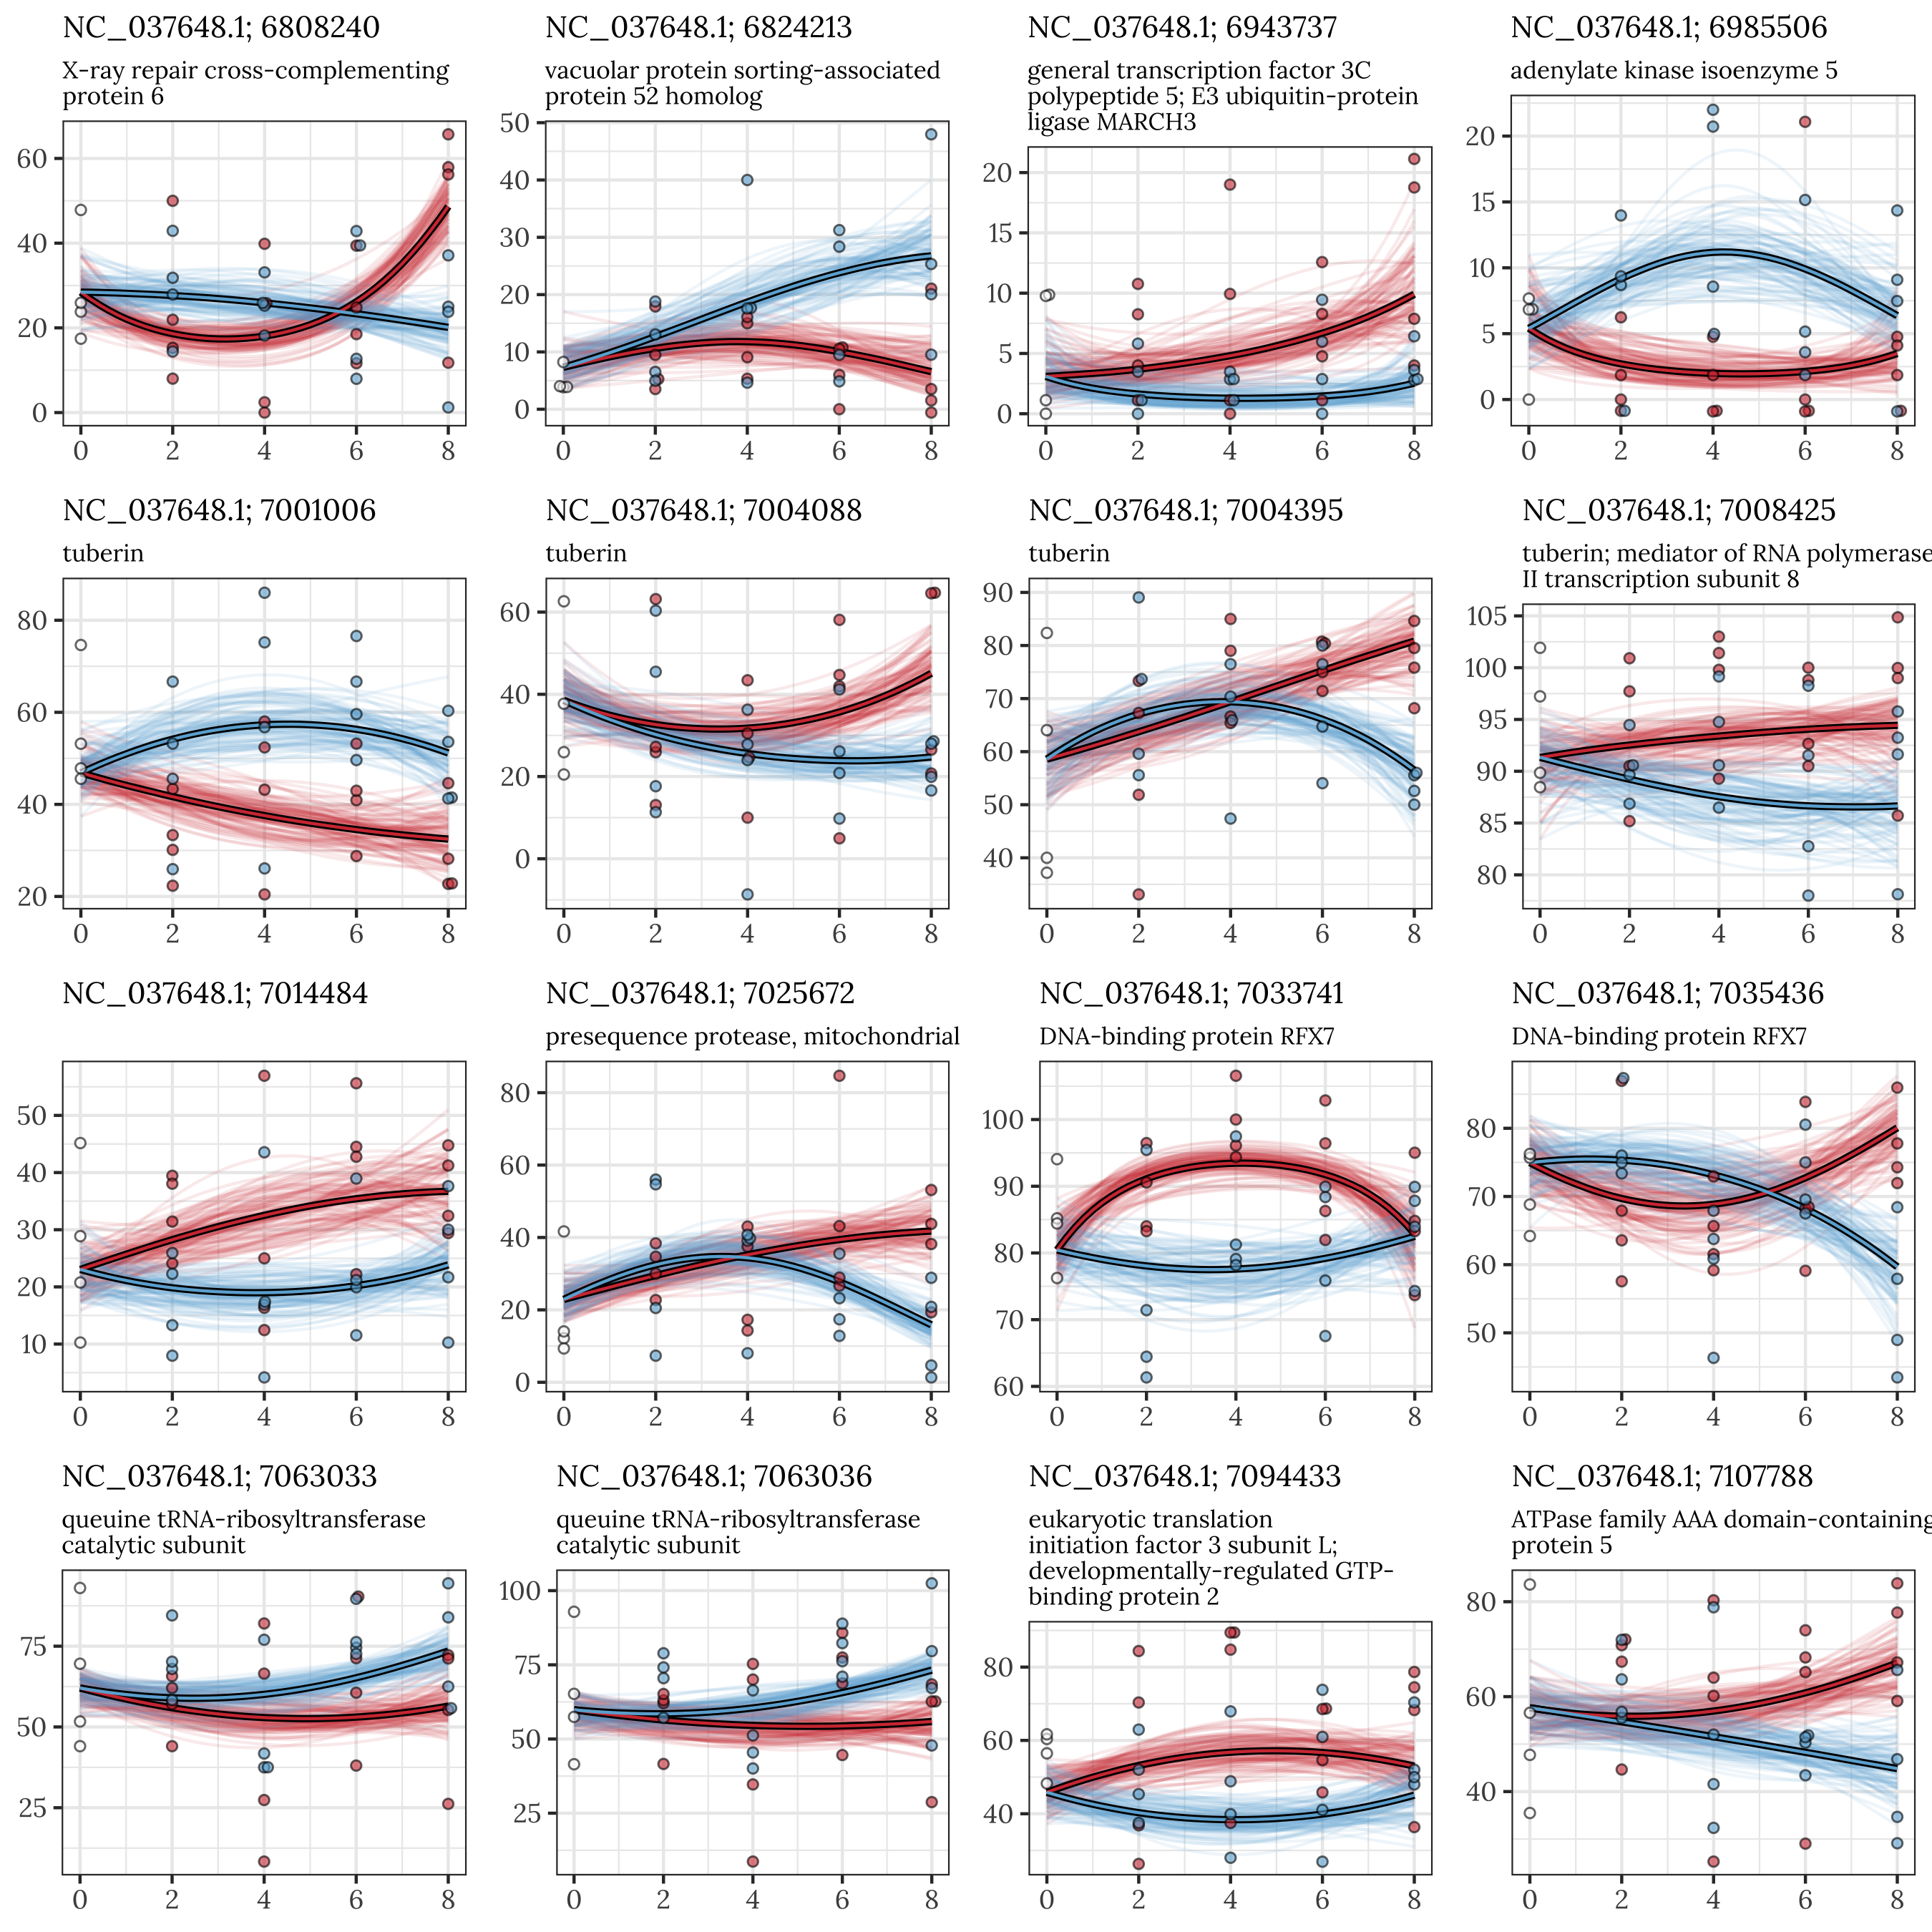 NC_037648.1; 6808240
X-ray repair cross-complementing
protein 6
60
40
20
0
0 2 4 6 8
NC_037648.1; 6824213
vacuolar protein sorting-associated
protein 52 homolog
50
40
30
20
10
0
0 2 4 6 8
NC_037648.1; 6943737
general transcription factor 3C
polypeptide 5; E3 ubiquitin-protein
ligase MARCH3
20
15
10
5
0
0 2 4 6 8
NC_037648.1; 6985506
adenylate kinase isoenzyme 5
20
15
10
5
0
0 2 4 6 8
NC_037648.1; 7001006
tuberin
80
60
40
20
0 2 4 6 8
NC_037648.1; 7004088
tuberin
60
40
20
0
0 2 4 6 8
NC_037648.1; 7004395
tuberin
90
80
70
60
50
40
0 2 4 6 8
NC_037648.1; 7008425
tuberin; mediator of RNA polymerase
II transcription subunit 8
105
100
95
90
85
80
0 2 4 6 8
NC_037648.1; 7014484
50
40
30
20
10
0 2 4 6 8
NC_037648.1; 7025672
presequence protease, mitochondrial
80
60
40
20
0
0 2 4 6 8
NC_037648.1; 7033741
DNA-binding protein RFX7
100
90
80
70
60
0 2 4 6 8
NC_037648.1; 7035436
DNA-binding protein RFX7
80
70
60
50
0 2 4 6 8
NC_037648.1; 7063033
queuine tRNA-ribosyltransferase
catalytic subunit
75
50
25
0 2 4 6 8
NC_037648.1; 7063036
queuine tRNA-ribosyltransferase
catalytic subunit
100
75
50
25
0 2 4 6 8
NC_037648.1; 7094433
eukaryotic translation
initiation factor 3 subunit L;
developmentally-regulated GTP-
binding protein 2
80
60
40
0 2 4 6 8
NC_037648.1; 7107788
ATPase family AAA domain-containing
protein 5
80
60
40
0 2 4 6 8